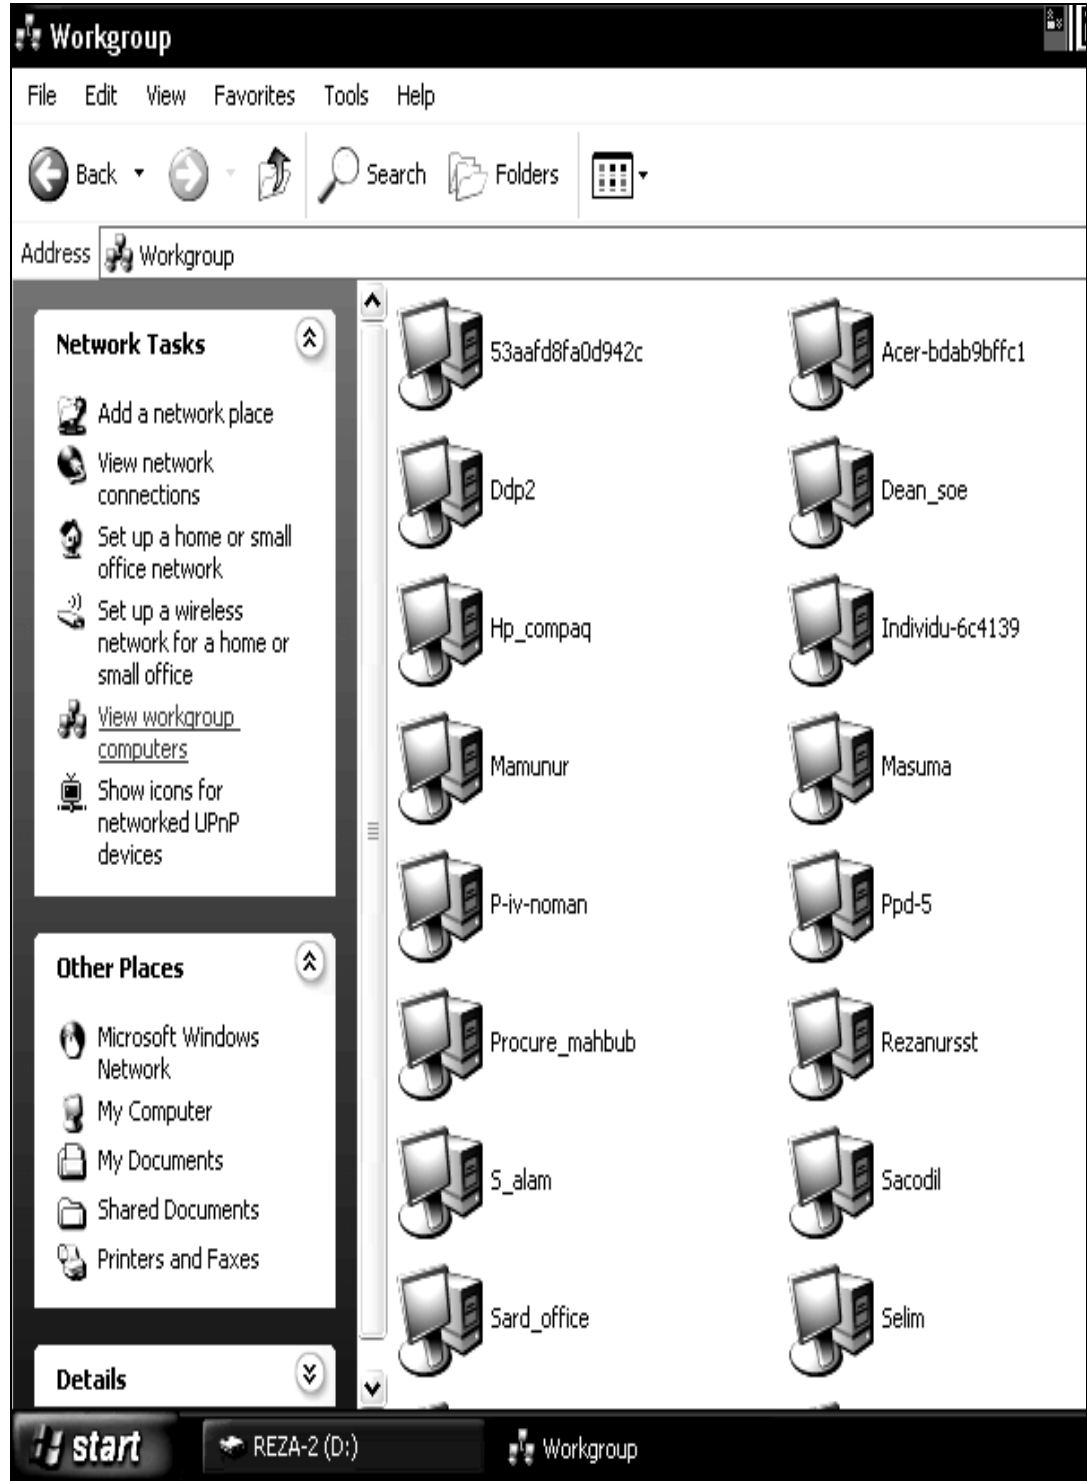 Workgroup
File Edit View Favorites Tools Help
Back Search Folders
Address Workgroup
Network Tasks
Add a network place
View network
connections
Set up a home or small
office network
Set up a wireless
network for a home or
small office
View workgroup
computers
Show icons for
networked UPnP
devices
Other Places
Microsoft Windows
Network
My Computer
My Documents
Shared Documents
Printers and Faxes
Details
53aafd8fa0d942c Acer-bdab9bffc1
Ddp2 Dean_soe
Hp_compaq Individu-6c4139
Mamunur Masuma
P-iv-noman Ppd-5
Procure_mahbub Rezanursst
S_alam Sacodil
Sard_office Selim
start REZA-2 (D:) Workgroup